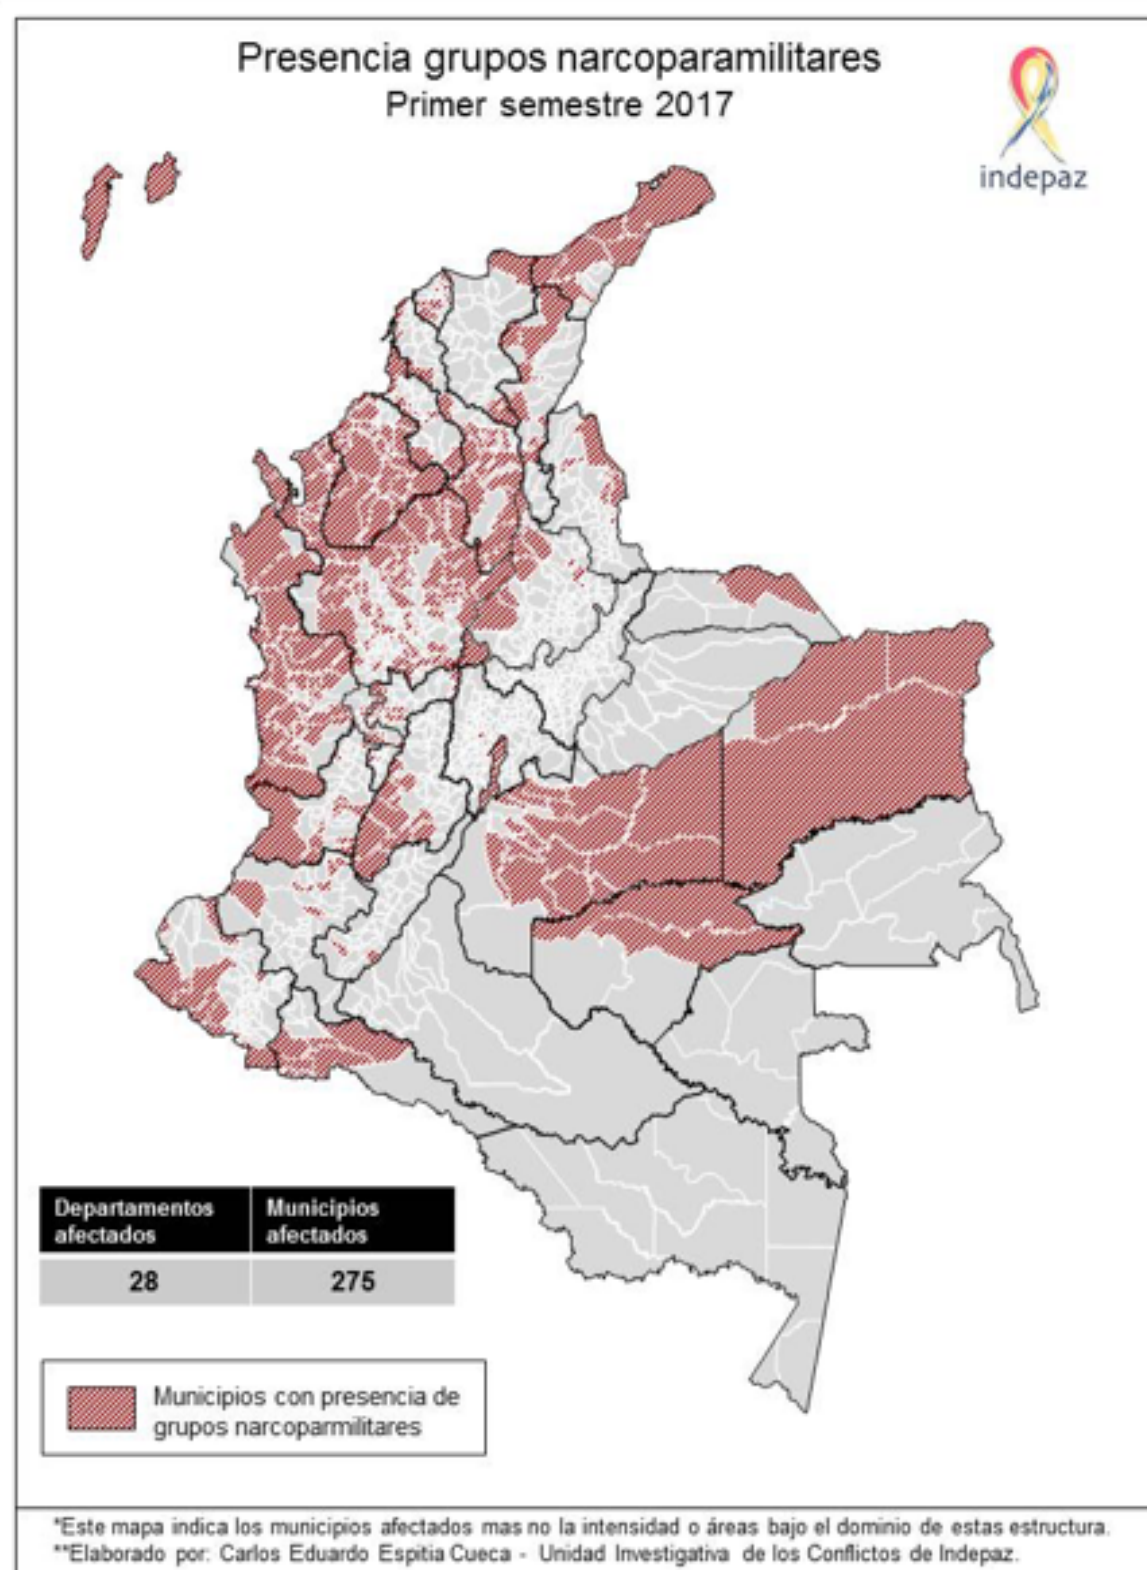 Presencia grupos narcoparamilitares
Primer semestre 2017
indepaz
Departamentos afectados
Municipios afectados
28
275
Municipios con presencia de
grupos narcoparmilitares
*Este mapa indica los municipios afectados mas no la intensidad o áreas bajo el dominio de estas estructura.
**Elaborado por: Carlos Eduardo Espitia Cueca - Unidad Investigativa de los Conflictos de Indepaz.